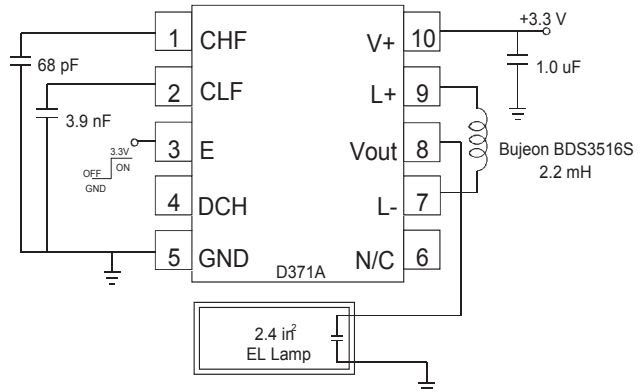 +3.3 V
1 CHF
V+ 10
68 pF
1.0 uF
2 CLF
L+ 9
3.9 nF
3 E
Vout 8
Bujeon BDS3516S
2.2 mH
3.3V
OFF ON
GND
4 DCH
L- 7
5 GND
N/C 6
D371A
2.4 in²
EL Lamp